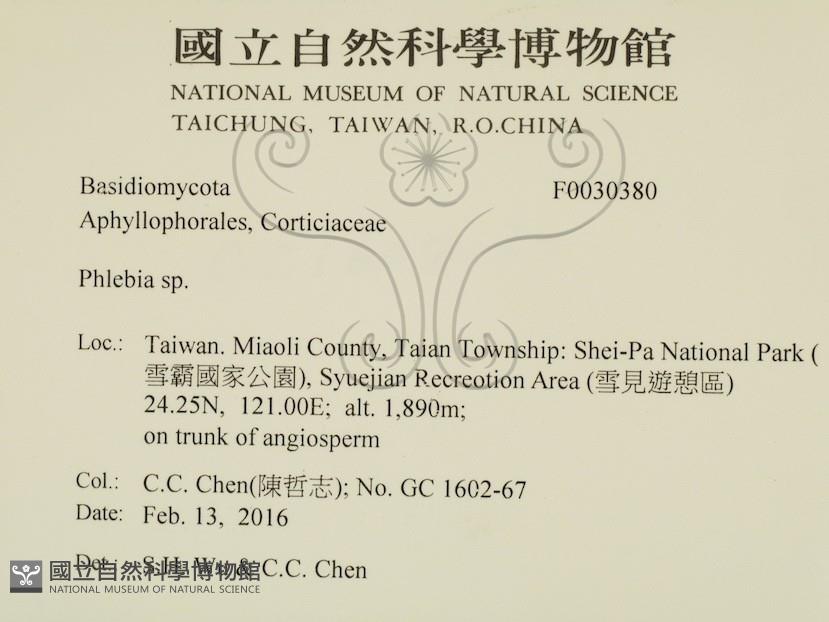 國立自然科學博物館
NATIONAL MUSEUM OF NATURAL SCIENCE
TAICHUNG, TAIWAN, R.O.CHINA
Basidiomycota F0030380
Aphyllophorales, Corticiaceae
Phlebia sp.
Loc.: Taiwan. Miaoli County, Taian Township: Shei-Pa National Park (
雪霸國家公園), Syuejian Recreotion Area (雪見遊憩區)
24.25N, 121.00E; alt. 1,890m;
on trunk of angiosperm
Col.: C.C. Chen(陳哲志); No. GC 1602-67
Date: Feb. 13, 2016
Det.: S.H. Wu & C.C. Chen
國立自然科學博物館
NATIONAL MUSEUM OF NATURAL SCIENCE